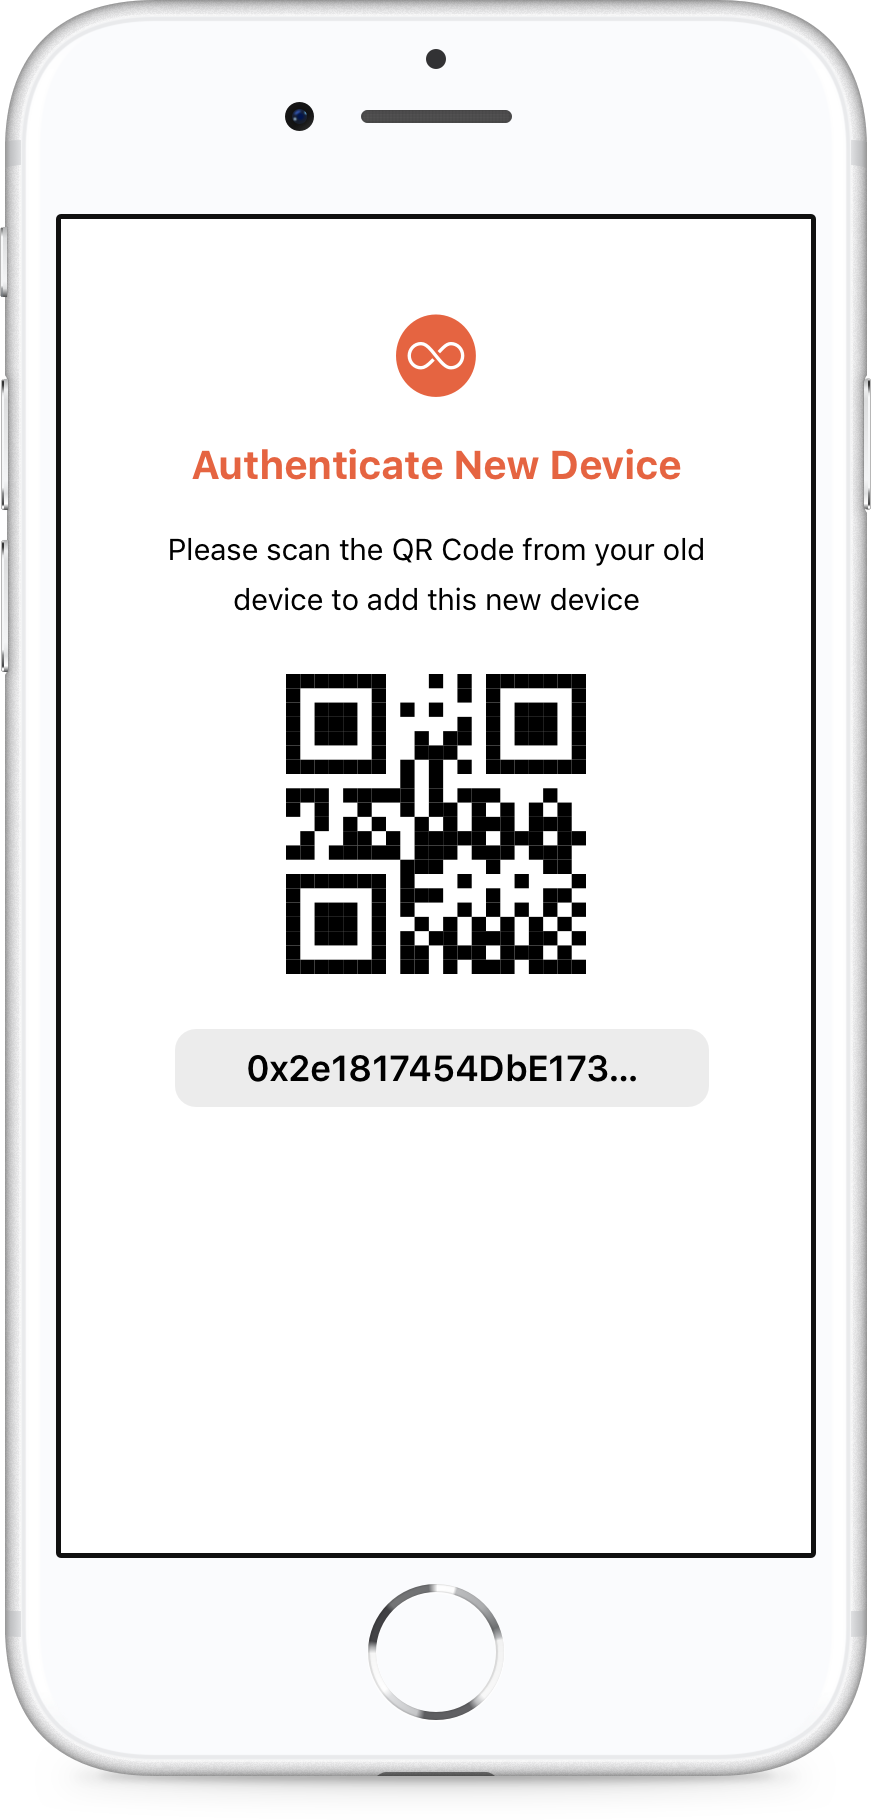 Authenticate New Device
Please scan the QR Code from your old
device to add this new device
0x2e1817454DbE173...